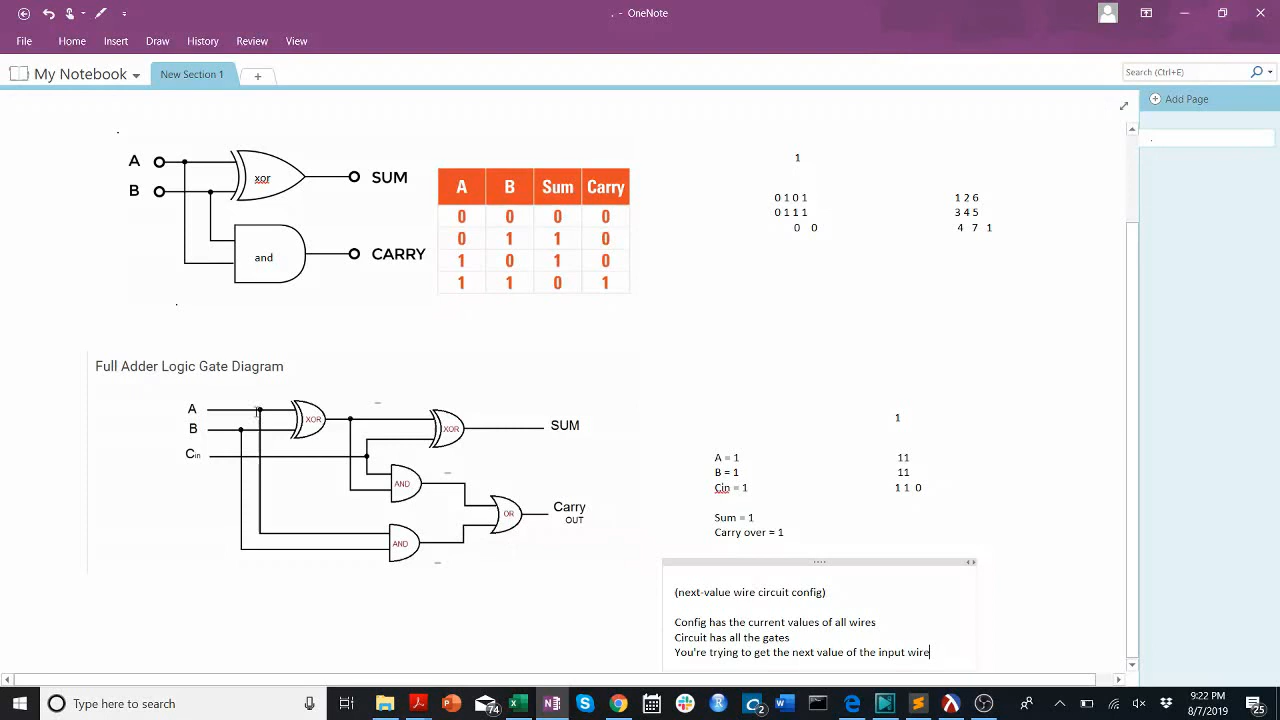 . - OneNote
File Home Insert Draw History Review View
My Notebook New Section 1 +
Search (Ctrl+E)
Add Page
.
A
B
xor
and
SUM
CARRY
A B Sum Carry
0 0 0 0
0 1 1 0
1 0 1 0
1 1 0 1
1
0 1 0 1
0 1 1 1
0 0
1 2 6
3 4 5
4 7 1
Full Adder Logic Gate Diagram
A
B
Cin
XOR
XOR
AND
AND
OR
SUM
Carry
OUT
1
A = 1
B = 1
Cin = 1
11
11
1 1 0
Sum = 1
Carry over = 1
(next-value wire circuit config)
Config has the current values of all wires
Circuit has all the gates
You're trying to get the next value of the input wire
Type here to search
74
2
9:22 PM
8/7/2019
25